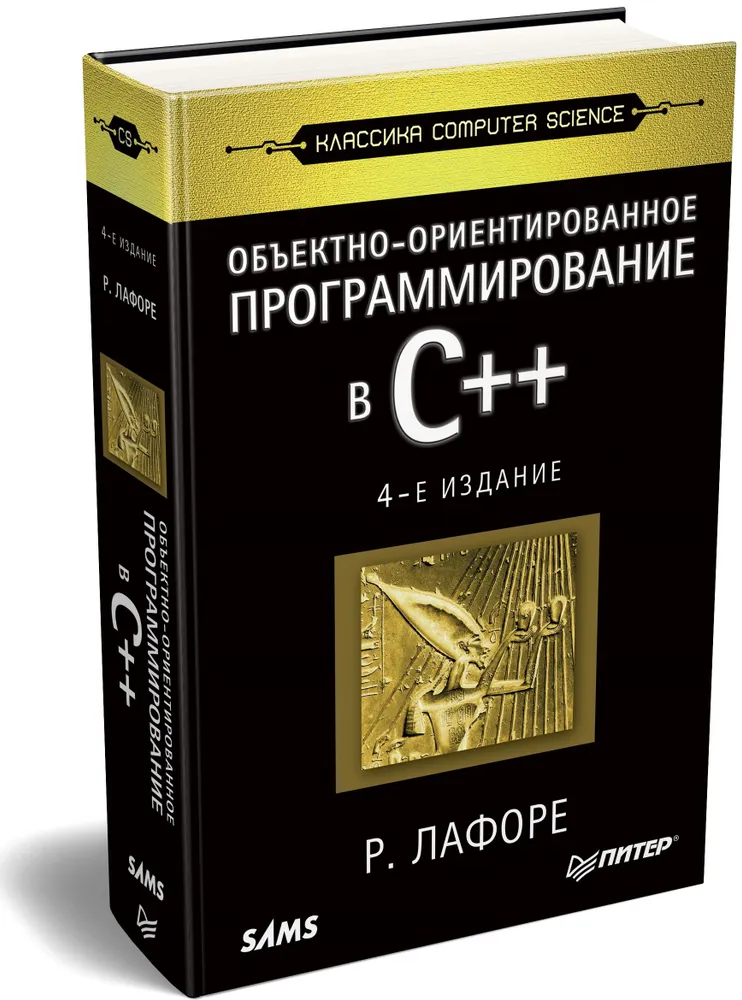 КЛАССИКА COMPUTER SCIENCE
ОБЪЕКТНО-ОРИЕНТИРОВАННОЕ
ПРОГРАММИРОВАНИЕ
В C++
4-Е ИЗДАНИЕ
Р. ЛАФОРЕ
SAMS
ПИТЕР®
CS
4-Е ИЗДАНИЕ
Р. ЛАФОРЕ
ОБЪЕКТНО-ОРИЕНТИРОВАННОЕ
ПРОГРАММИРОВАНИЕ
В C++
SAMS